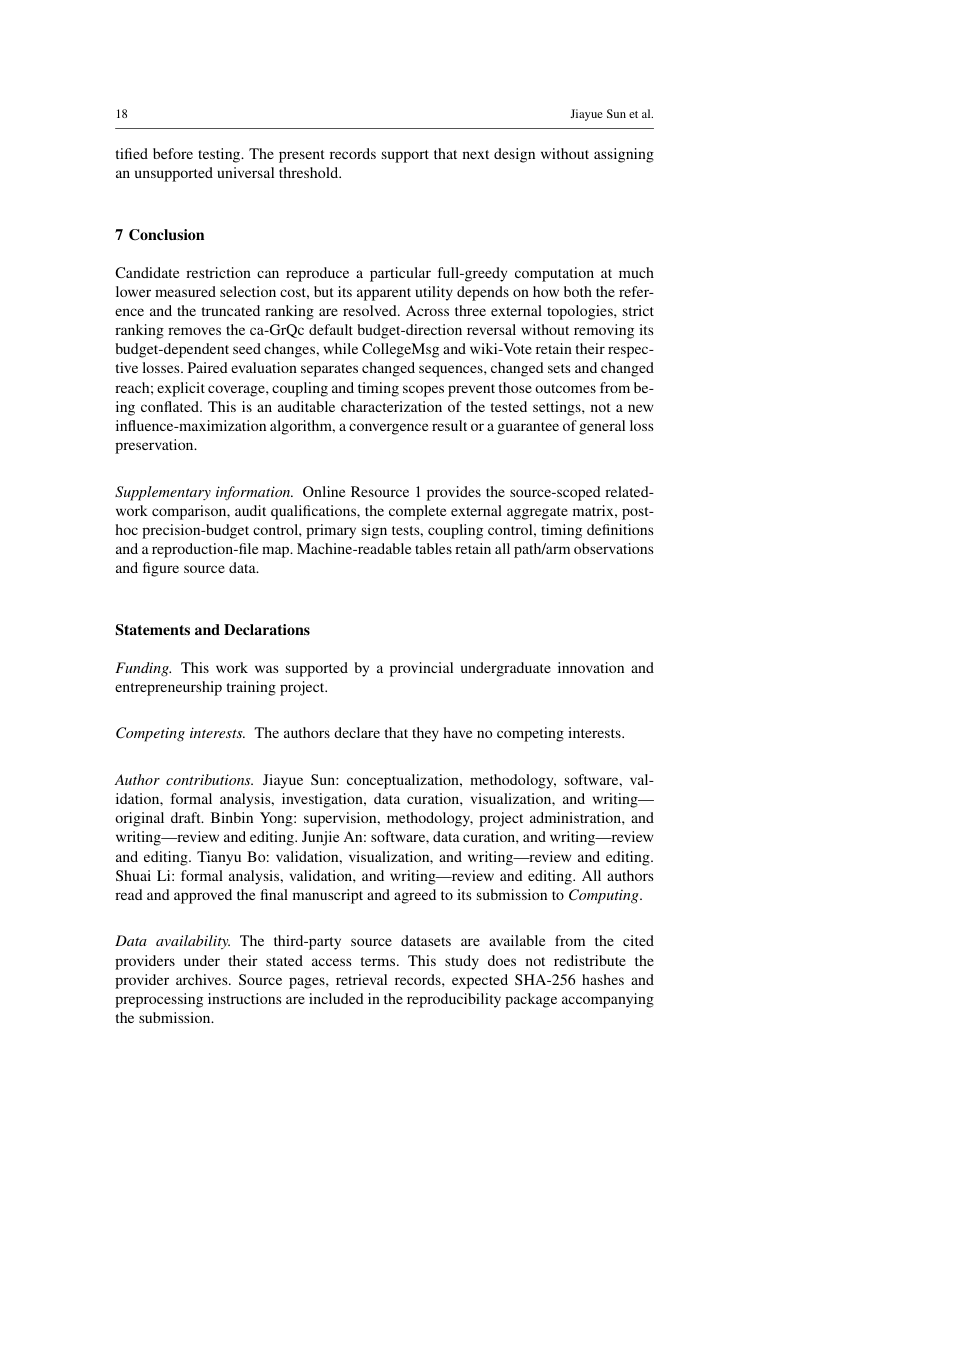 18
Jiayue Sun et al.
tified before testing. The present records support that next design without assigning
an unsupported universal threshold.
7 Conclusion
Candidate restriction can reproduce a particular full-greedy computation at much
lower measured selection cost, but its apparent utility depends on how both the refer-
ence and the truncated ranking are resolved. Across three external topologies, strict
ranking removes the ca-GrQc default budget-direction reversal without removing its
budget-dependent seed changes, while CollegeMsg and wiki-Vote retain their respec-
tive losses. Paired evaluation separates changed sequences, changed sets and changed
reach; explicit coverage, coupling and timing scopes prevent those outcomes from be-
ing conflated. This is an auditable characterization of the tested settings, not a new
influence-maximization algorithm, a convergence result or a guarantee of general loss
preservation.
Supplementary information. Online Resource 1 provides the source-scoped related-
work comparison, audit qualifications, the complete external aggregate matrix, post-
hoc precision-budget control, primary sign tests, coupling control, timing definitions
and a reproduction-file map. Machine-readable tables retain all path/arm observations
and figure source data.
Statements and Declarations
Funding. This work was supported by a provincial undergraduate innovation and
entrepreneurship training project.
Competing interests. The authors declare that they have no competing interests.
Author contributions. Jiayue Sun: conceptualization, methodology, software, val-
idation, formal analysis, investigation, data curation, visualization, and writing—
original draft. Binbin Yong: supervision, methodology, project administration, and
writing—review and editing. Junjie An: software, data curation, and writing—review
and editing. Tianyu Bo: validation, visualization, and writing—review and editing.
Shuai Li: formal analysis, validation, and writing—review and editing. All authors
read and approved the final manuscript and agreed to its submission to Computing.
Data availability. The third-party source datasets are available from the cited
providers under their stated access terms. This study does not redistribute the
provider archives. Source pages, retrieval records, expected SHA-256 hashes and
preprocessing instructions are included in the reproducibility package accompanying
the submission.